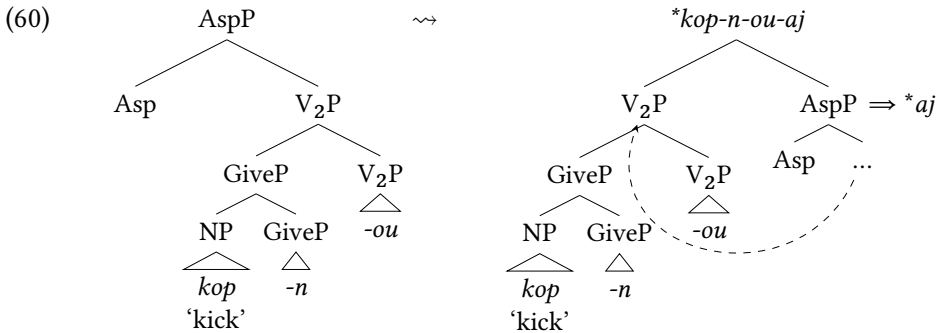 (60) AspP ⇝ *kop-n-ou-aj
Asp V₂P V₂P AspP ⇒ *aj
GiveP V₂P GiveP V₂P Asp ...
NP GiveP -ou NP GiveP -ou
kop -n kop -n
‘kick’ ‘kick’